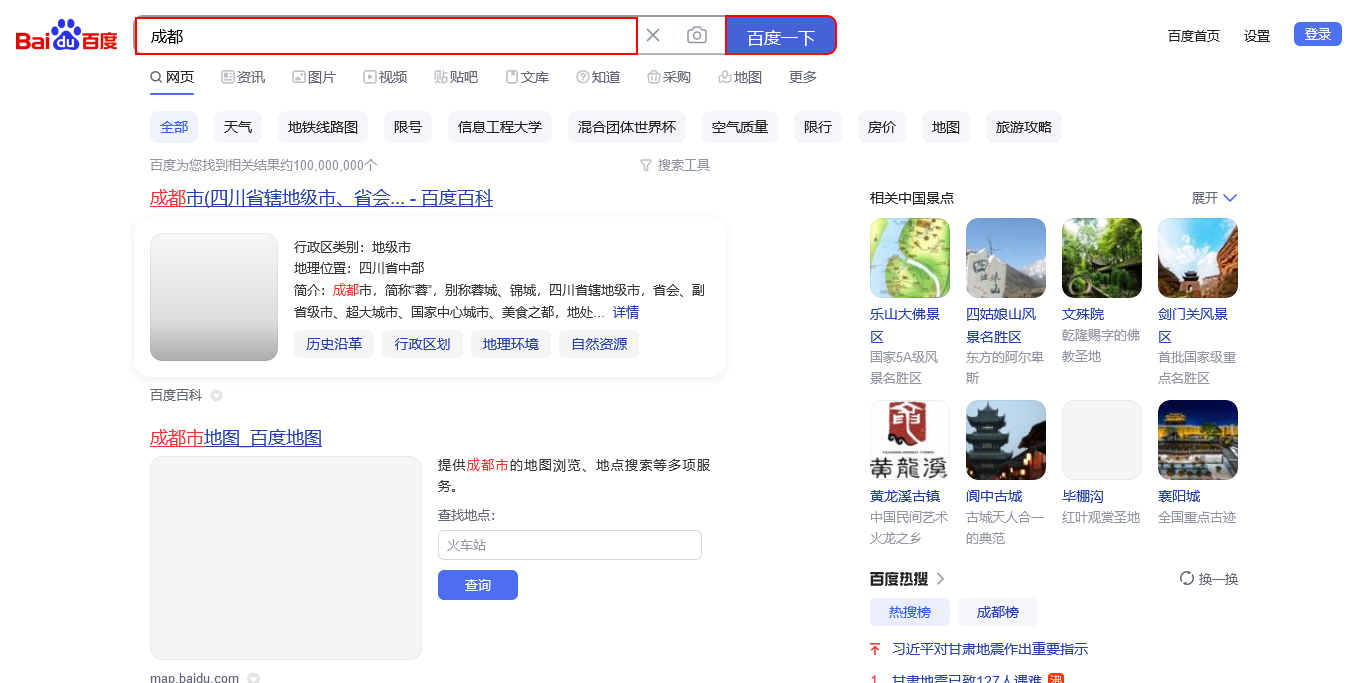 Bai du 百度
成都
百度一下
百度首页 设置 登录
网页 资讯 图片 视频 贴吧 文库 知道 采购 地图 更多
全部 天气 地铁线路图 限号 信息工程大学 混合团体世界杯 空气质量 限行 房价 地图 旅游攻略
百度为您找到相关结果约100,000,000个
搜索工具
成都市(四川省辖地级市、省会... - 百度百科
行政区类别：地级市
地理位置：四川省中部
简介：成都市，简称“蓉”，别称蓉城、锦城，四川省辖地级市，省会、副
省级市、超大城市、国家中心城市、美食之都，地处... 详情
历史沿革 行政区划 地理环境 自然资源
百度百科
成都市地图_百度地图
提供成都市的地图浏览、地点搜索等多项服
务。
查找地点：
火车站
查询
map.baidu.com
相关中国景点
展开
乐山大佛景
区
国家5A级风
景名胜区
四姑娘山风
景名胜区
东方的阿尔卑
斯
文殊院
乾隆赐字的佛
教圣地
剑门关风景
区
首批国家级重
点名胜区
黄龍溪
黄龙溪古镇
中国民间艺术
火龙之乡
阆中古城
古城天人合一
的典范
毕棚沟
红叶观赏圣地
襄阳城
全国重点古迹
百度热搜
换一换
热搜榜 成都榜
习近平对甘肃地震作出重要指示
1 甘肃地震已致127人遇难 沸